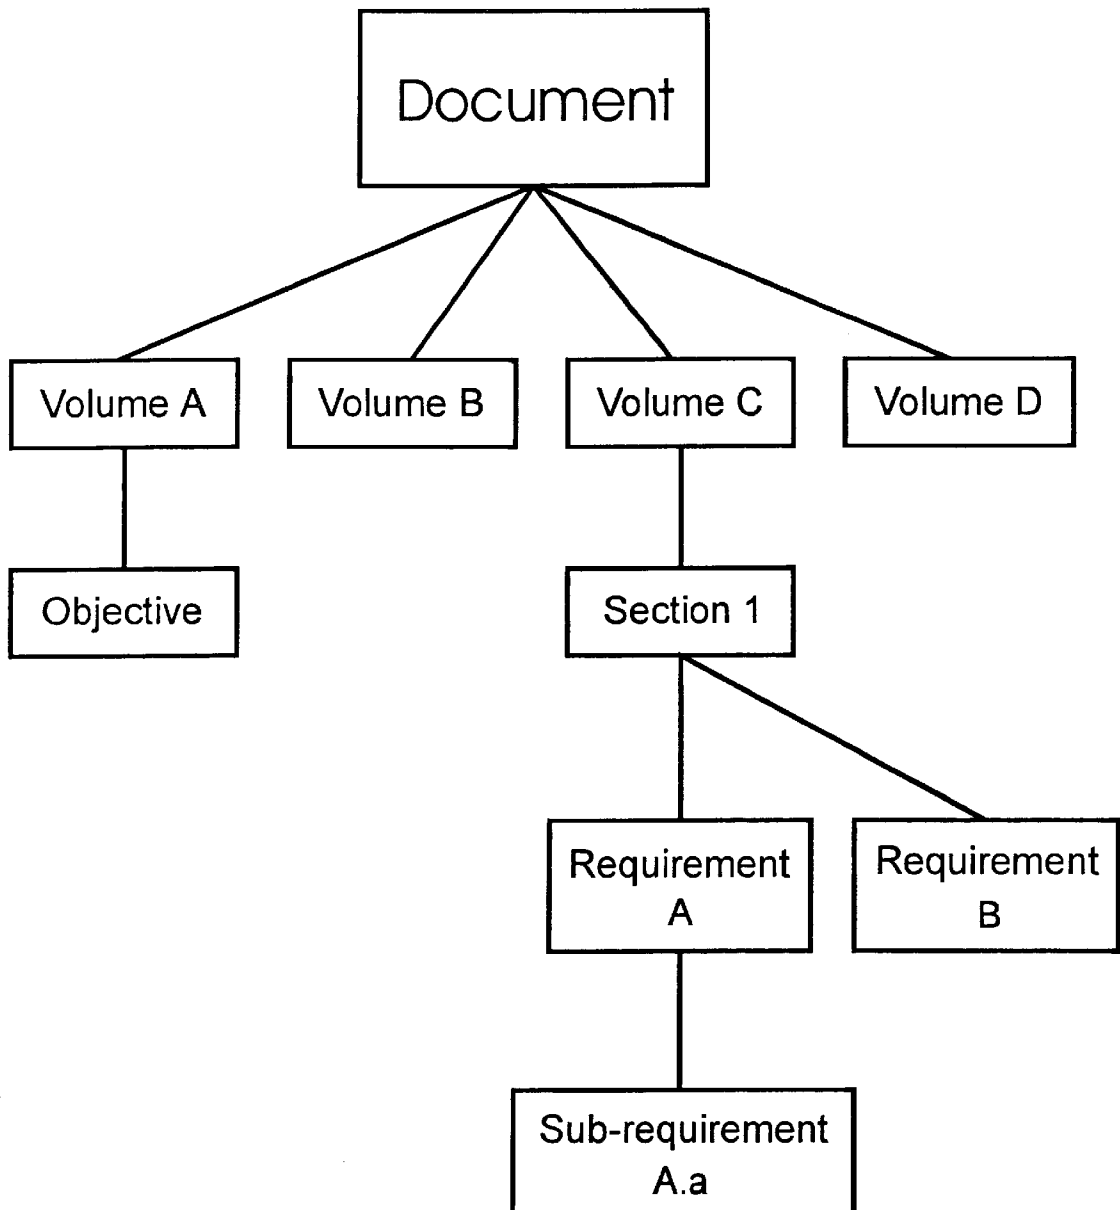 Document
Volume A
Volume B
Volume C
Volume D
Objective
Section 1
Requirement
A
Requirement
B
Sub-requirement
A.a